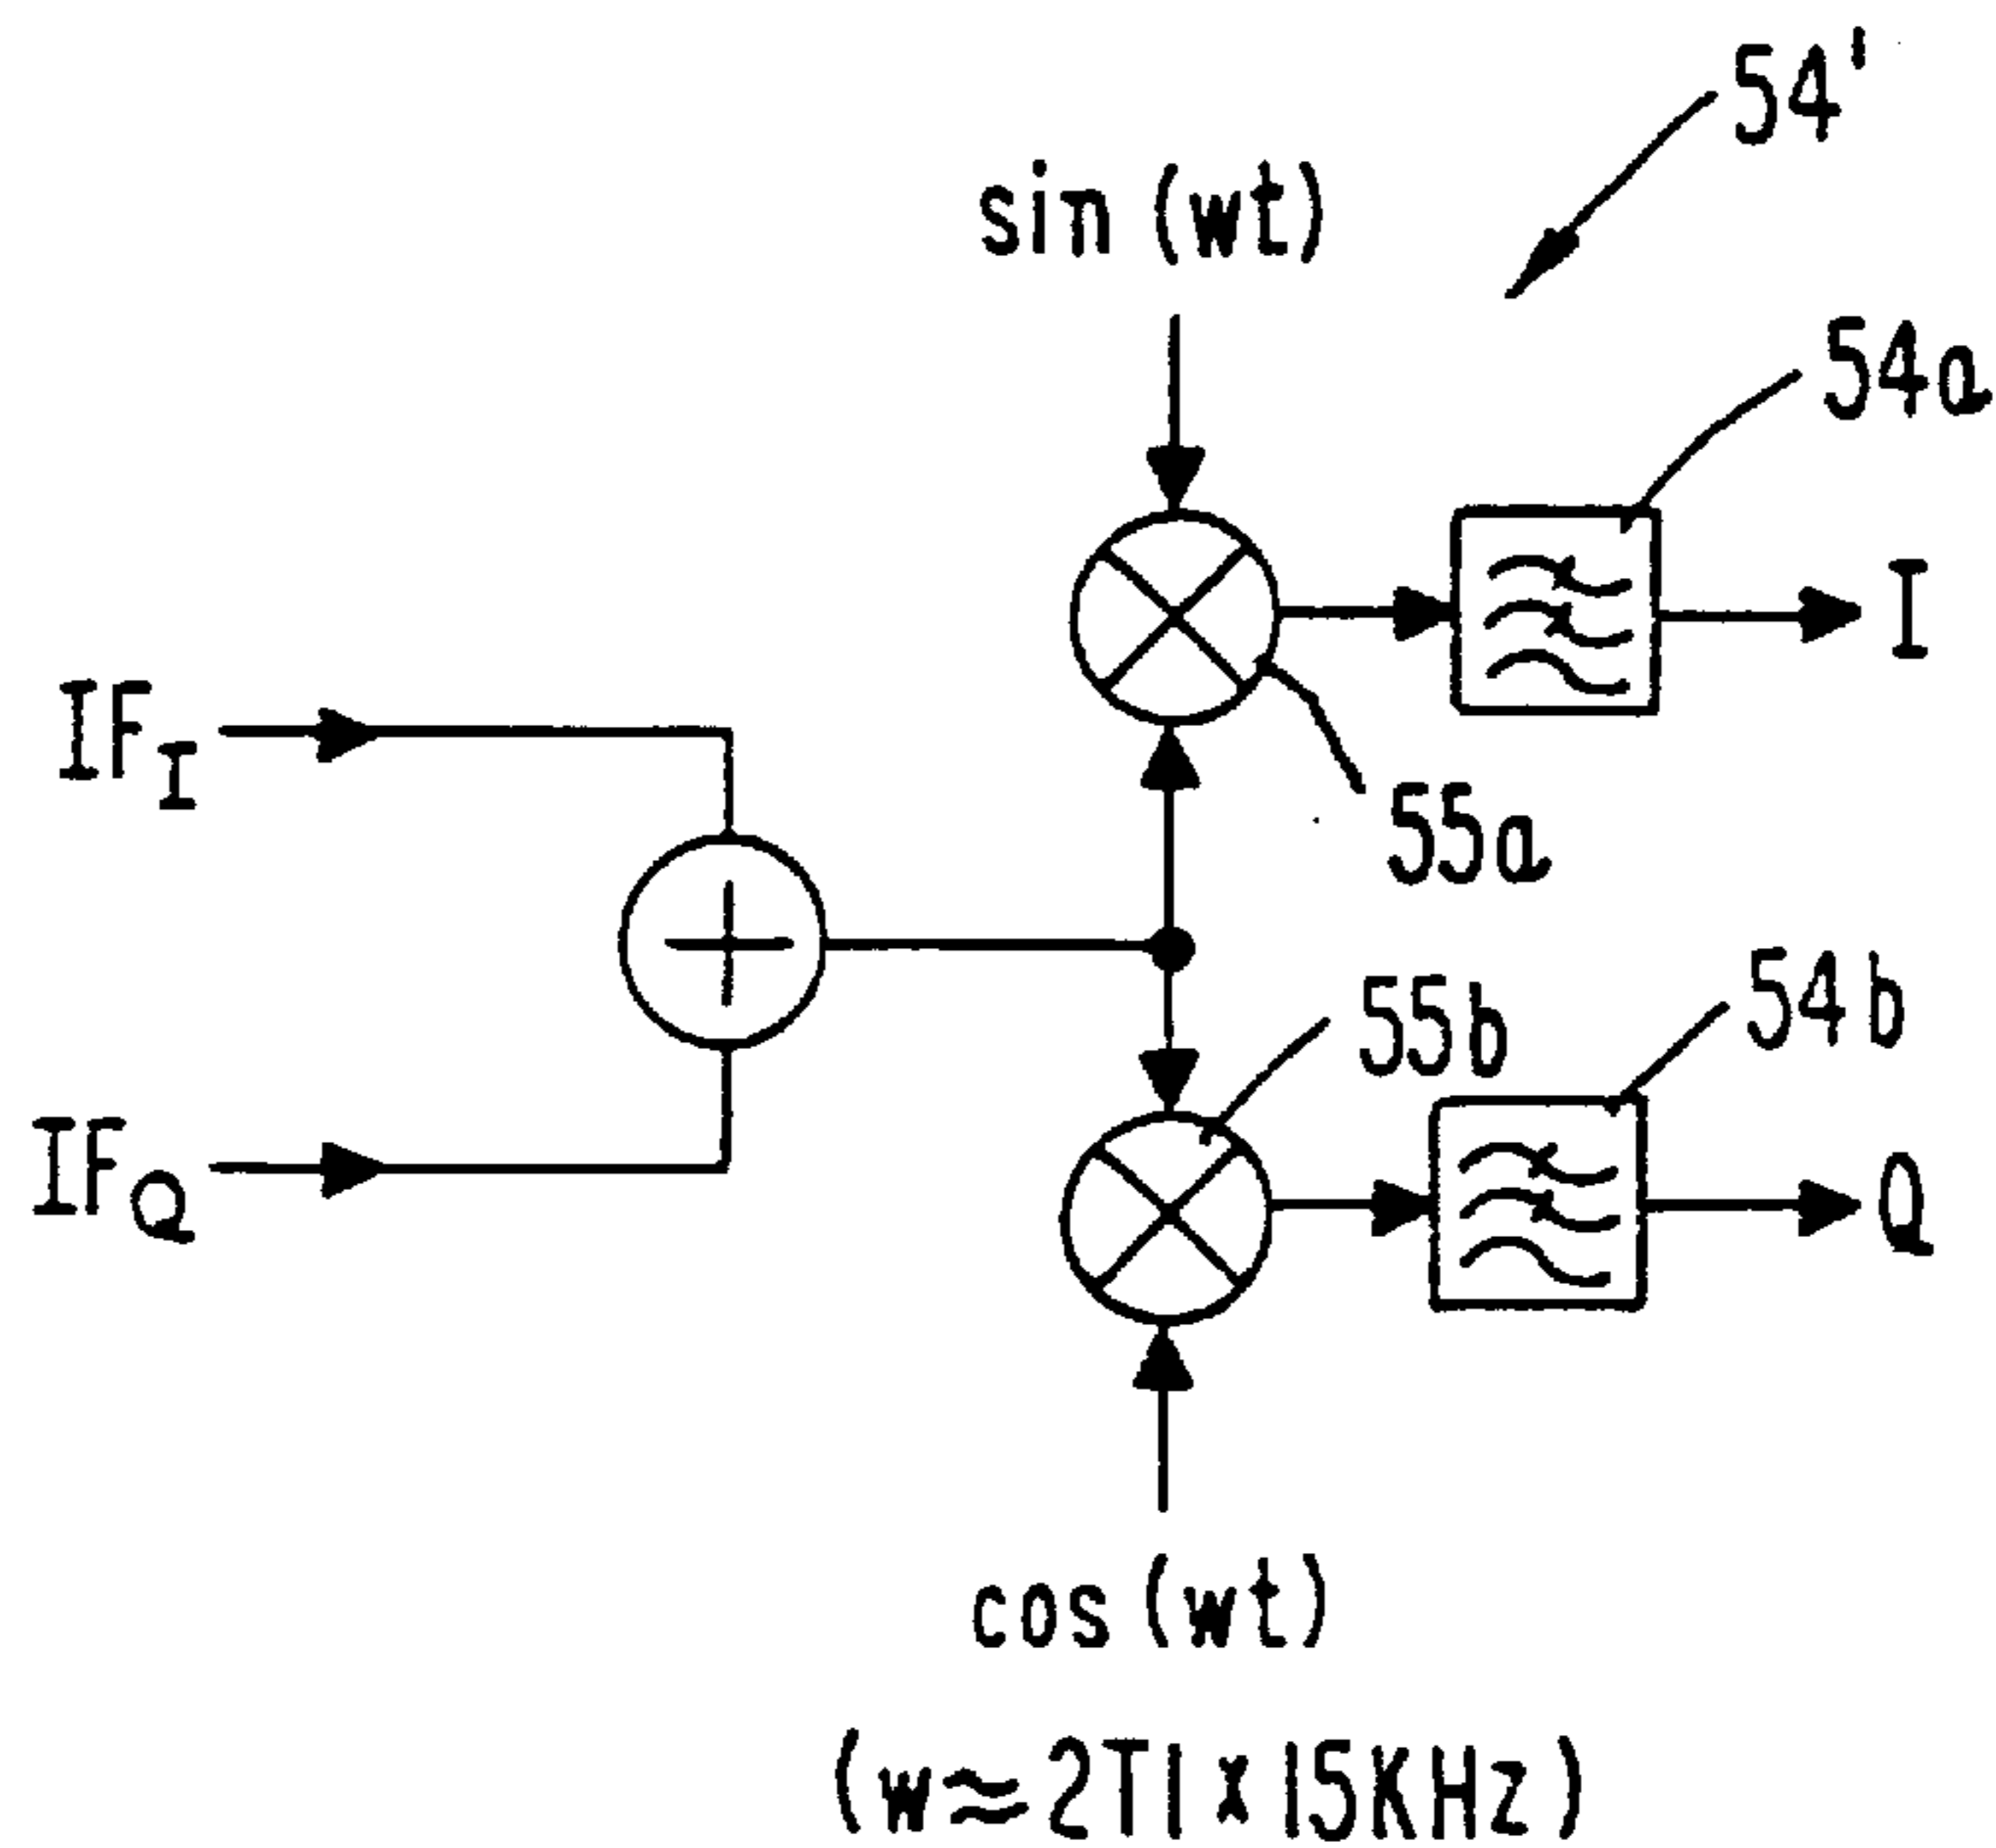 54'
sin (wt)
54a
I
IF_I
55a
55b
54b
IF_Q
Q
cos (wt)
(w≈2TI x 15KHz)